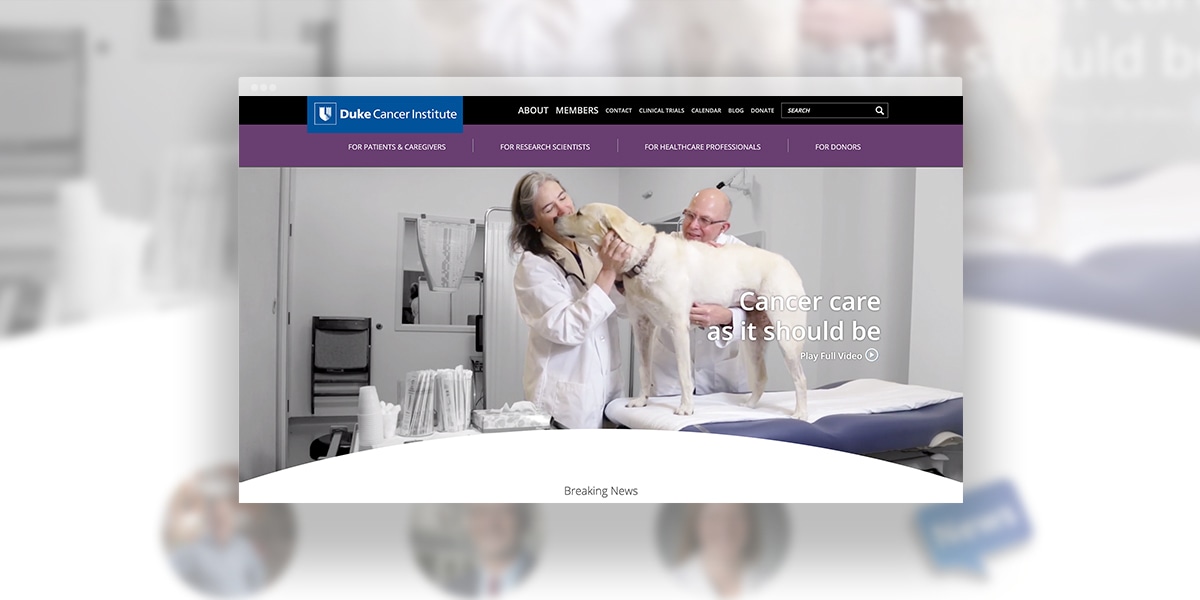 Duke Cancer Institute
ABOUT MEMBERS CONTACT CLINICAL TRIALS CALENDAR BLOG DONATE SEARCH
FOR PATIENTS & CAREGIVERS FOR RESEARCH SCIENTISTS FOR HEALTHCARE PROFESSIONALS FOR DONORS
Cancer care
as it should be
Play Full Video
Breaking News
News